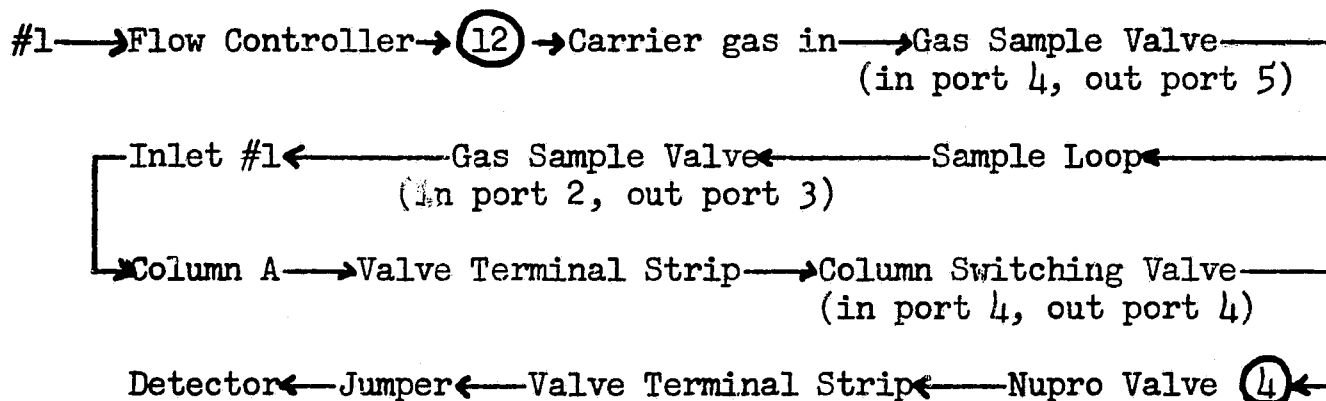 #1→Flow Controller→12→Carrier gas in→Gas Sample Valve
(in port 4, out port 5)
Inlet #1←Gas Sample Valve←Sample Loop←
(in port 2, out port 3)
→Column A→Valve Terminal Strip→Column Switching Valve
(in port 4, out port 4)
Detector←Jumper←Valve Terminal Strip←Nupro Valve 4←